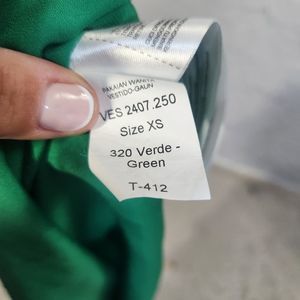 PAKAIAN WANITA
VESTIDO-GAUN
VES 2407.250
Size XS
320 Verde -
Green
T-412